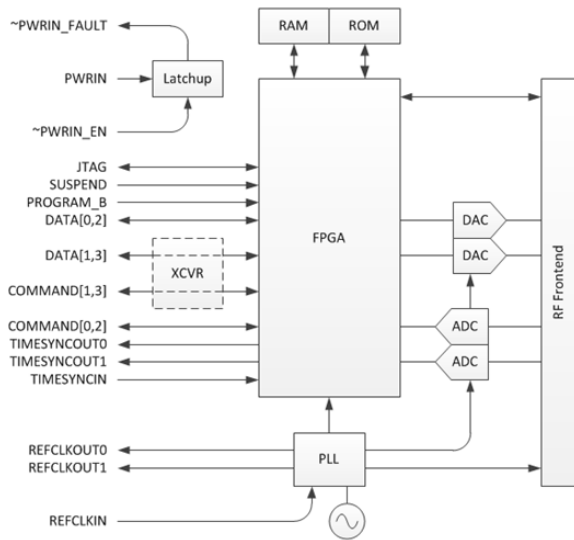 ~PWRIN_FAULT
PWRIN
Latchup
~PWRIN_EN
RAM
ROM
JTAG
SUSPEND
PROGRAM_B
DATA[0,2]
DATA[1,3]
XCVR
COMMAND[1,3]
COMMAND[0,2]
TIMESYNCOUT0
TIMESYNCOUT1
TIMESYNCIN
FPGA
DAC
DAC
ADC
ADC
RF Frontend
REFCLKOUT0
REFCLKOUT1
PLL
REFCLKIN